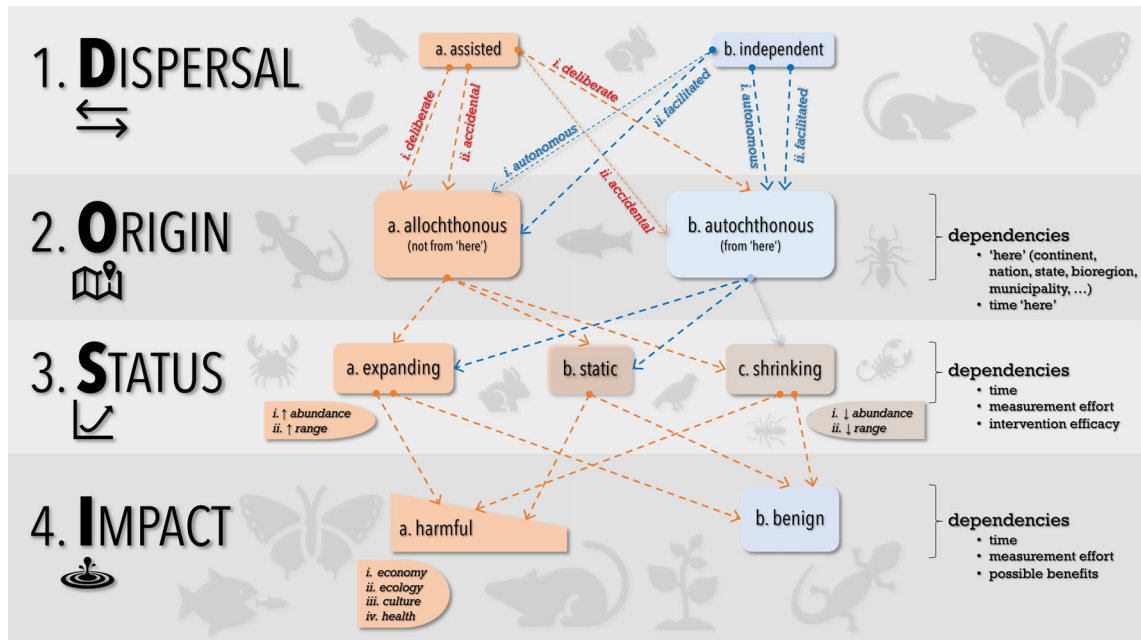 1. DISPERSAL
a. assisted
b. independent
i. deliberate
ii. accidental
i. deliberate
ii. accidental
i. autonomous
ii. facilitated
i. autonomous
ii. facilitated
2. ORIGIN
a. allochthonous
(not from ‘here’)
b. autochthonous
(from ‘here’)
dependencies
• ‘here’ (continent,
nation, state, bioregion,
municipality, …)
• time ‘here’
3. STATUS
a. expanding
b. static
c. shrinking
i. ↑ abundance
ii. ↑ range
i. ↓ abundance
ii. ↓ range
dependencies
• time
• measurement effort
• intervention efficacy
4. IMPACT
a. harmful
b. benign
i. economy
ii. ecology
iii. culture
iv. health
dependencies
• time
• measurement effort
• possible benefits